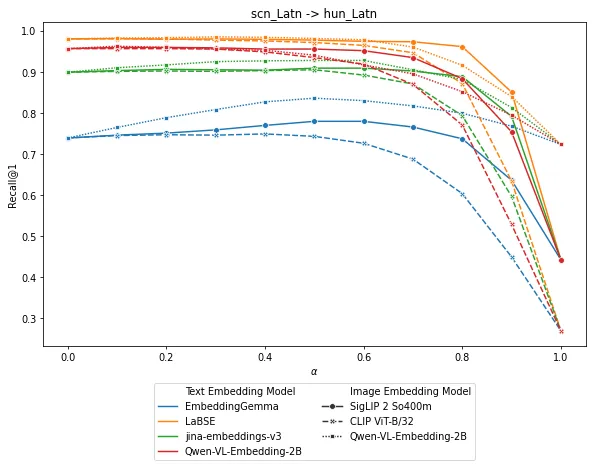 scn_Latn -> hun_Latn
1.0
0.9
0.8
0.7
0.6
0.5
0.4
0.3
Recall@1
0.0 0.2 0.4 0.6 0.8 1.0
α
Text Embedding Model Image Embedding Model
EmbeddingGemma SigLIP 2 So400m
LaBSE CLIP ViT-B/32
jina-embeddings-v3 Qwen-VL-Embedding-2B
Qwen-VL-Embedding-2B